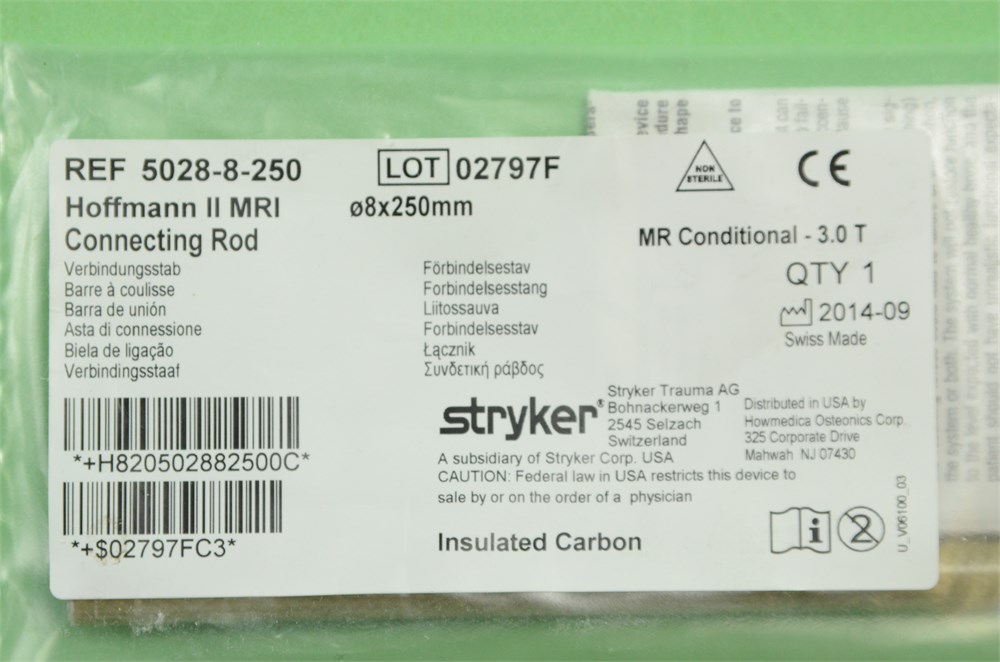 REF 5028-8-250
LOT 02797F
NON
STERILE
CE
Hoffmann II MRI
Connecting Rod
ø8x250mm
MR Conditional - 3.0 T
QTY 1
2014-09
Swiss Made
Verbindungsstab
Barre à coulisse
Barra de unión
Asta di connessione
Biela de ligação
Verbindingsstaaf
Förbindelsestav
Forbindelsesstang
Liitossauva
Forbindelsesstav
Łącznik
Συνδετική ράβδος
*+H820502882500C*
*+$02797FC3*
stryker®
Stryker Trauma AG
Bohnackerweg 1
2545 Selzach
Switzerland
Distributed in USA by
Howmedica Osteonics Corp.
325 Corporate Drive
Mahwah NJ 07430
A subsidiary of Stryker Corp. USA
CAUTION: Federal law in USA restricts this device to
sale by or on the order of a physician
Insulated Carbon
i
2
U_V06100_03